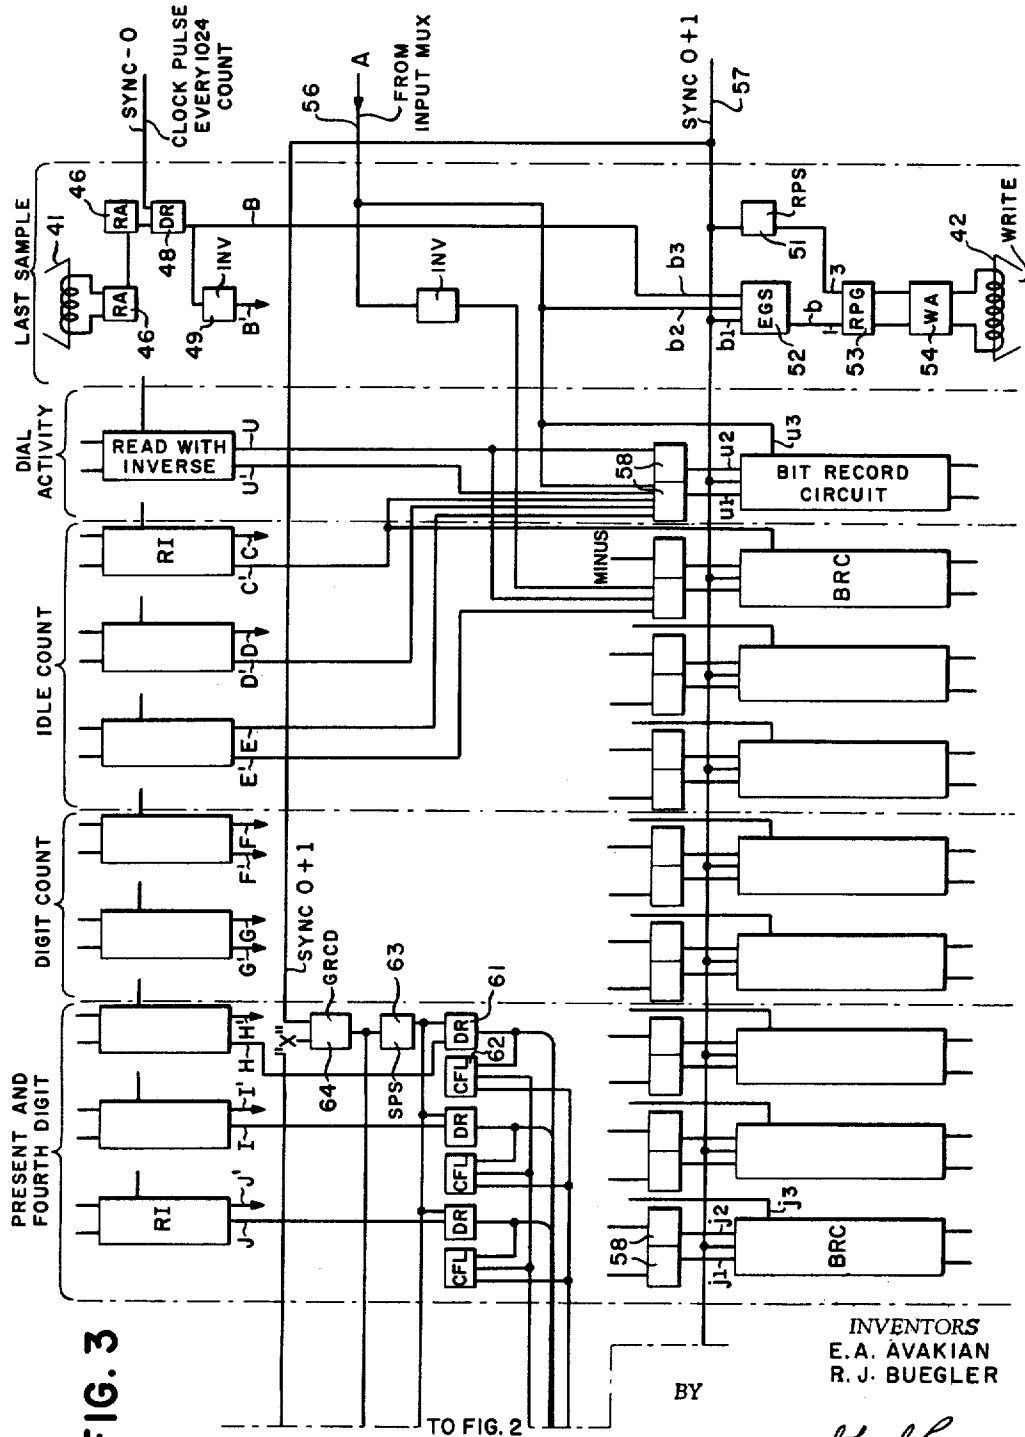 SYNC-0
CLOCK PULSE
EVERY 1024
COUNT
56
A
FROM
INPUT MUX
SYNC 0+1
57
LAST SAMPLE
41
46
RA
RA
46
DR
48
INV
49
B'
B
INV
b3
b2
b1
EGS
52
RPS
51
b
1
3
RPG
53
WA
54
42
WRITE
DIAL
ACTIVITY
READ WITH
INVERSE
U'
U
58
u1
u2
u3
BIT RECORD
CIRCUIT
IDLE COUNT
RI
C'
C
D'
D
E'
E
MINUS
BRC
DIGIT COUNT
F'
F
G'
G
SYNC 0+1
PRESENT AND
FOURTH DIGIT
H
H'
I
I'
RI
J
J'
"X"
GRCD
64
63
SPS
DR
61
CFL
62
DR
CFL
DR
CFL
58
j1
j2
j3
BRC
FIG. 3
TO FIG. 2
INVENTORS
E.A. AVAKIAN
R.J. BUEGLER
BY